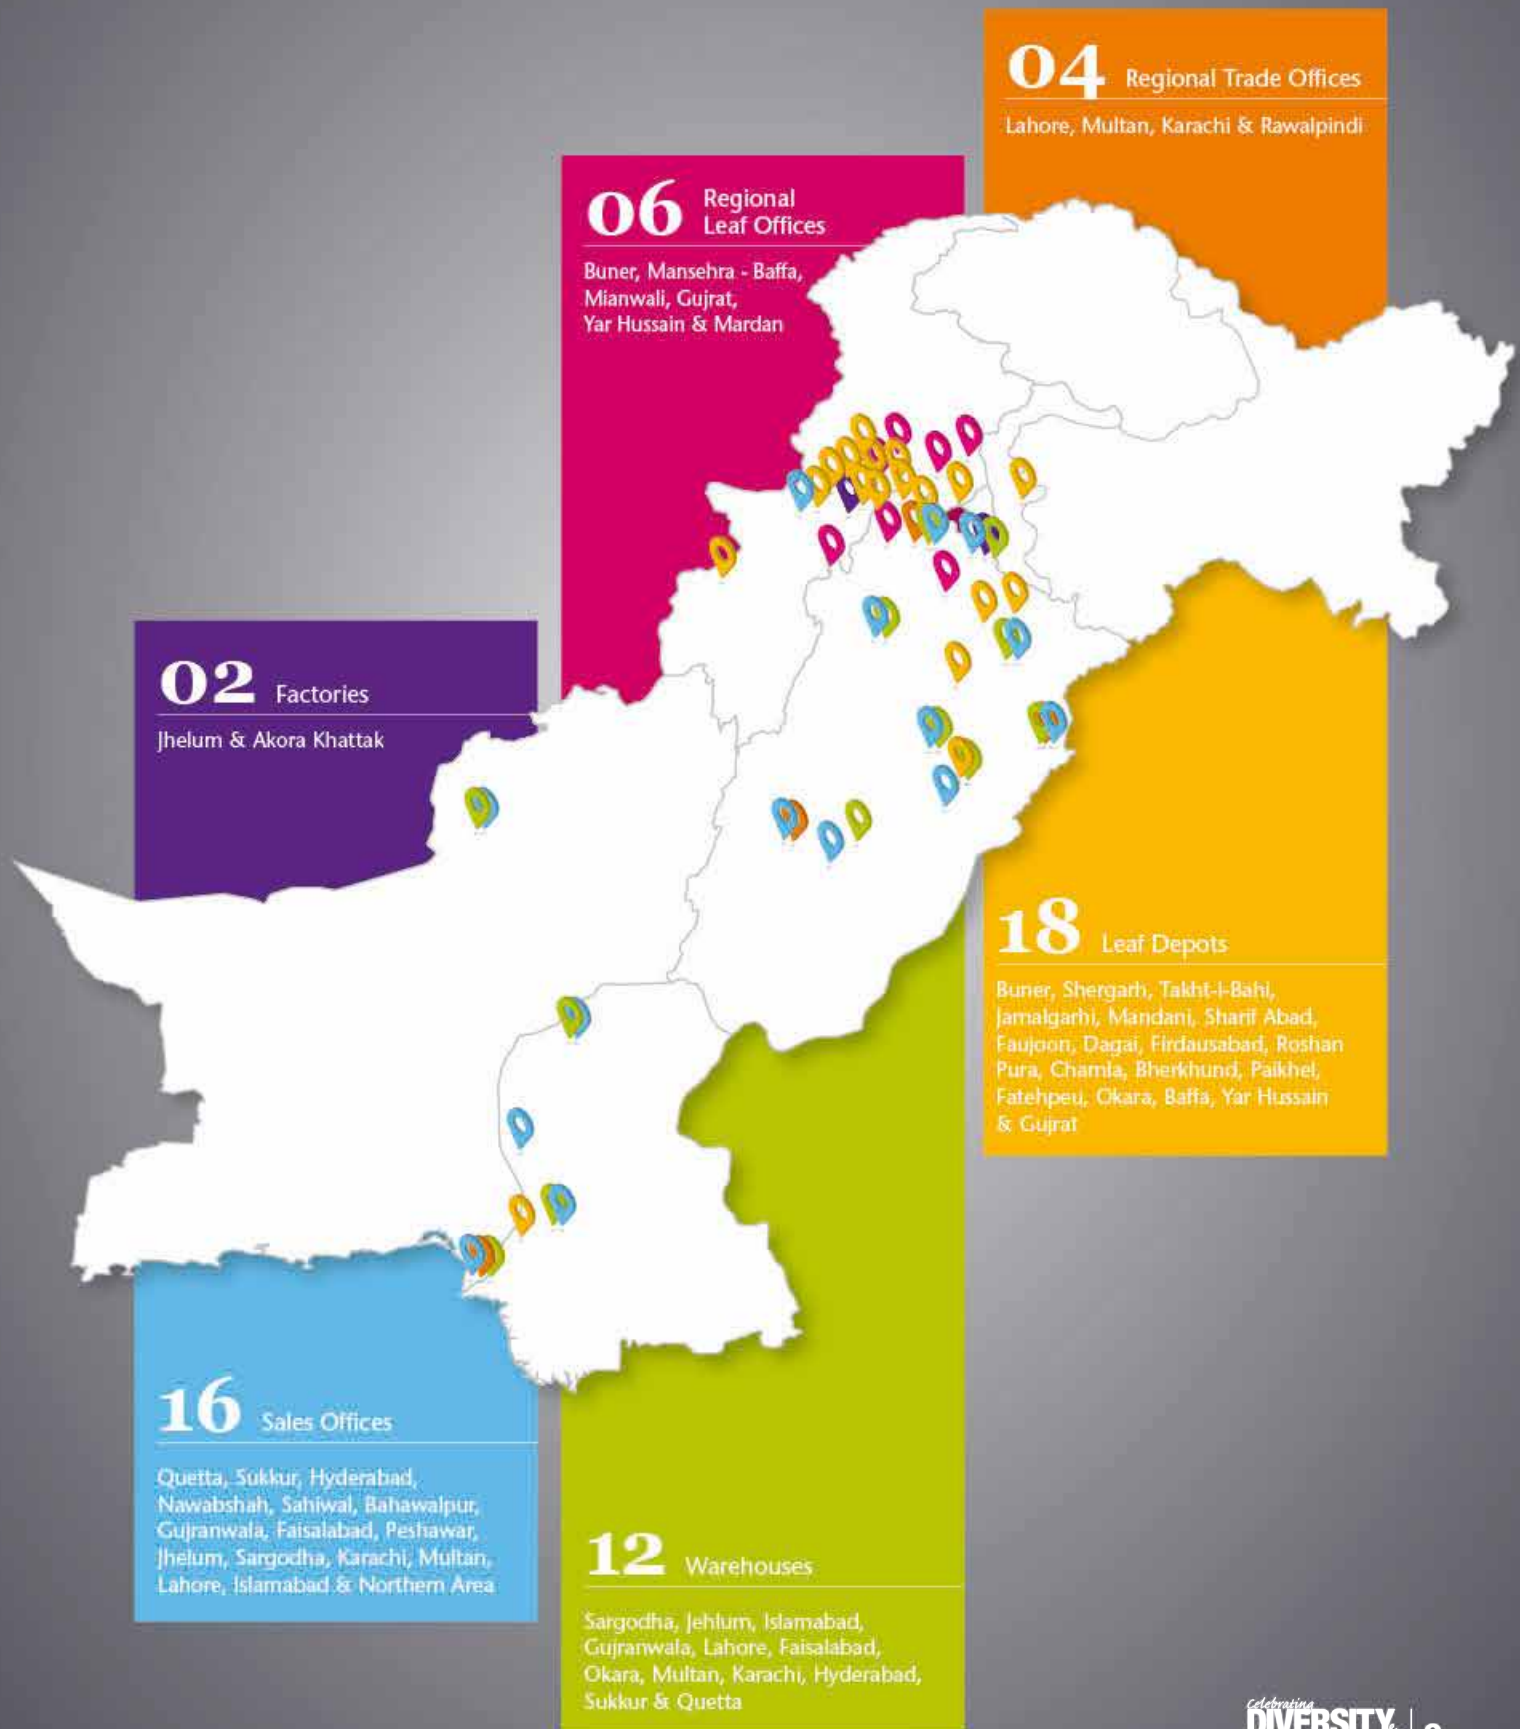 04 Regional Trade Offices
Lahore, Multan, Karachi & Rawalpindi
06 Regional
Leaf Offices
Buner, Mansehra - Baffa,
Mianwali, Gujrat,
Yar Hussain & Mardan
02 Factories
Jhelum & Akora Khattak
18 Leaf Depots
Buner, Shergarh, Takht-i-Bahi,
Jamalgarhi, Mandani, Sharif Abad,
Faujoon, Dagai, Firdausabad, Roshan
Pura, Chamla, Bherkhund, Paikhel,
Fatehpeu, Okara, Baffa, Yar Hussain
& Gujrat
16 Sales Offices
Quetta, Sukkur, Hyderabad,
Nawabshah, Sahiwal, Bahawalpur,
Gujranwala, Faisalabad, Peshawar,
Jhelum, Sargodha, Karachi, Multan,
Lahore, Islamabad & Northern Area
12 Warehouses
Sargodha, Jehlum, Islamabad,
Gujranwala, Lahore, Faisalabad,
Okara, Multan, Karachi, Hyderabad,
Sukkur & Quetta
Celebrating
DIVERSITY